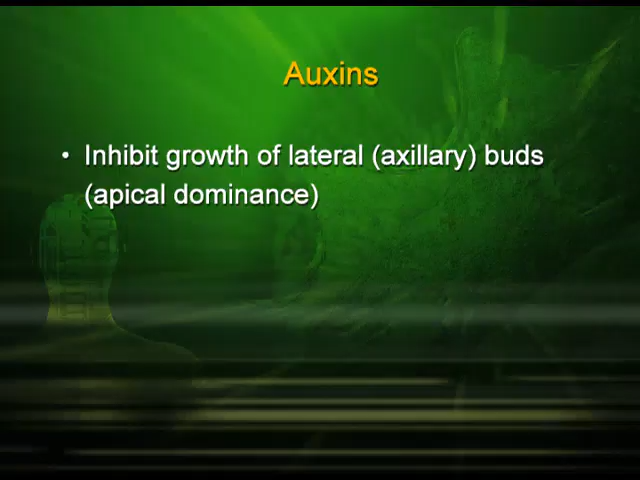 Auxins
• Inhibit growth of lateral (axillary) buds
(apical dominance)